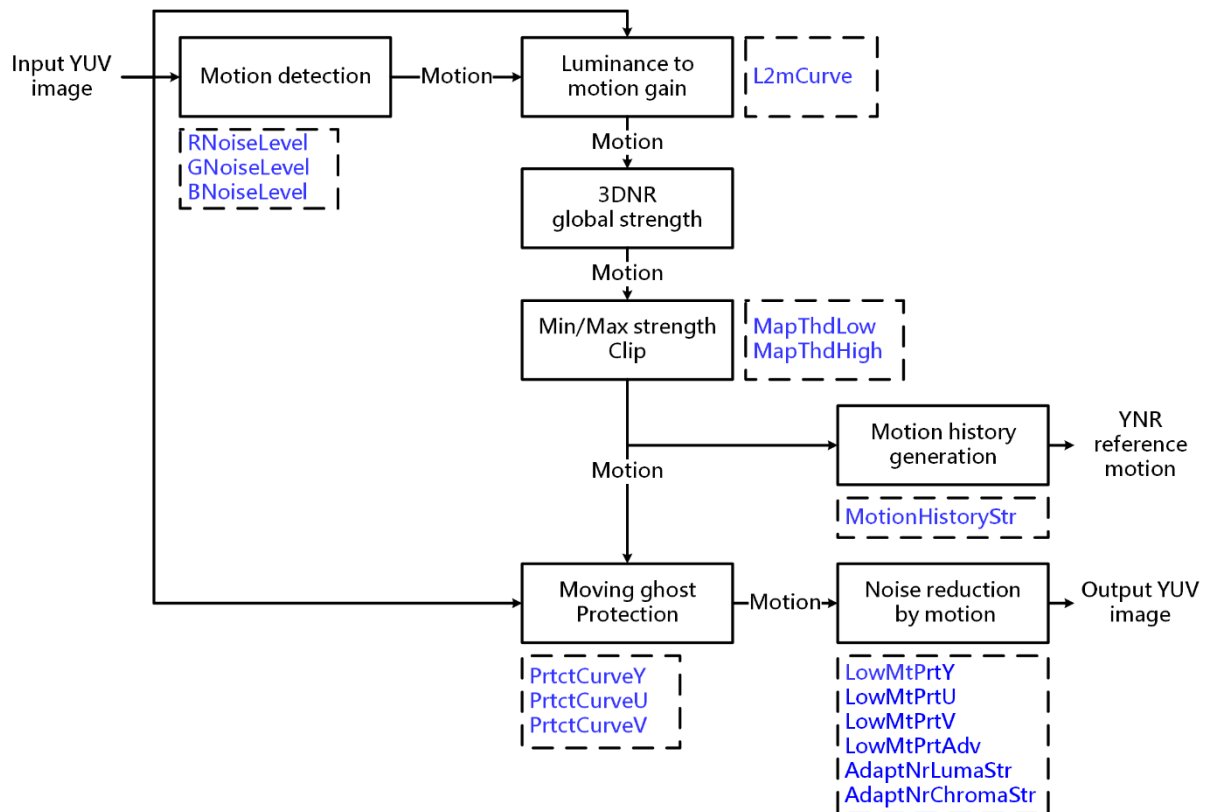 Input YUV
image
Motion detection
Motion
Luminance to
motion gain
L2mCurve
RNoiseLevel
GNoiseLevel
BNoiseLevel
Motion
3DNR
global strength
Motion
Min/Max strength
Clip
MapThdLow
MapThdHigh
Motion history
generation
YNR
reference
motion
Motion
MotionHistoryStr
Moving ghost
Protection
Motion
Noise reduction
by motion
Output YUV
image
PrtctCurveY
PrtctCurveU
PrtctCurveV
LowMtPrtY
LowMtPrtU
LowMtPrtV
LowMtPrtAdv
AdaptNrLumaStr
AdaptNrChromaStr